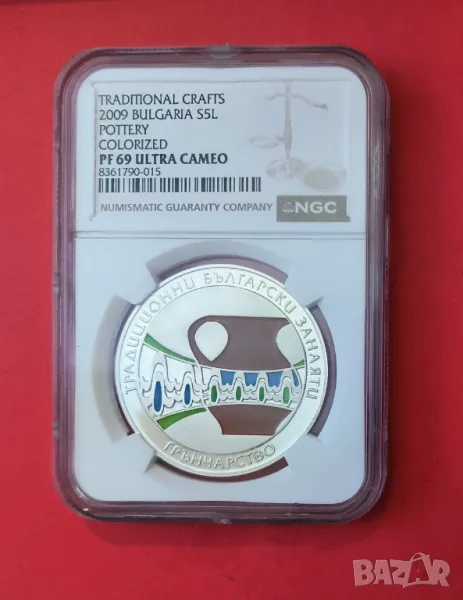 TRADITIONAL CRAFTS
2009 BULGARIA S5L
POTTERY
COLORIZED
PF 69 ULTRA CAMEO
8361790-015
NUMISMATIC GUARANTY COMPANY
NGC
ТРАДИЦИОННИ БЪЛГАРСКИ ЗАНАЯТИ
ГРЪНЧАРСТВО
BAZAR